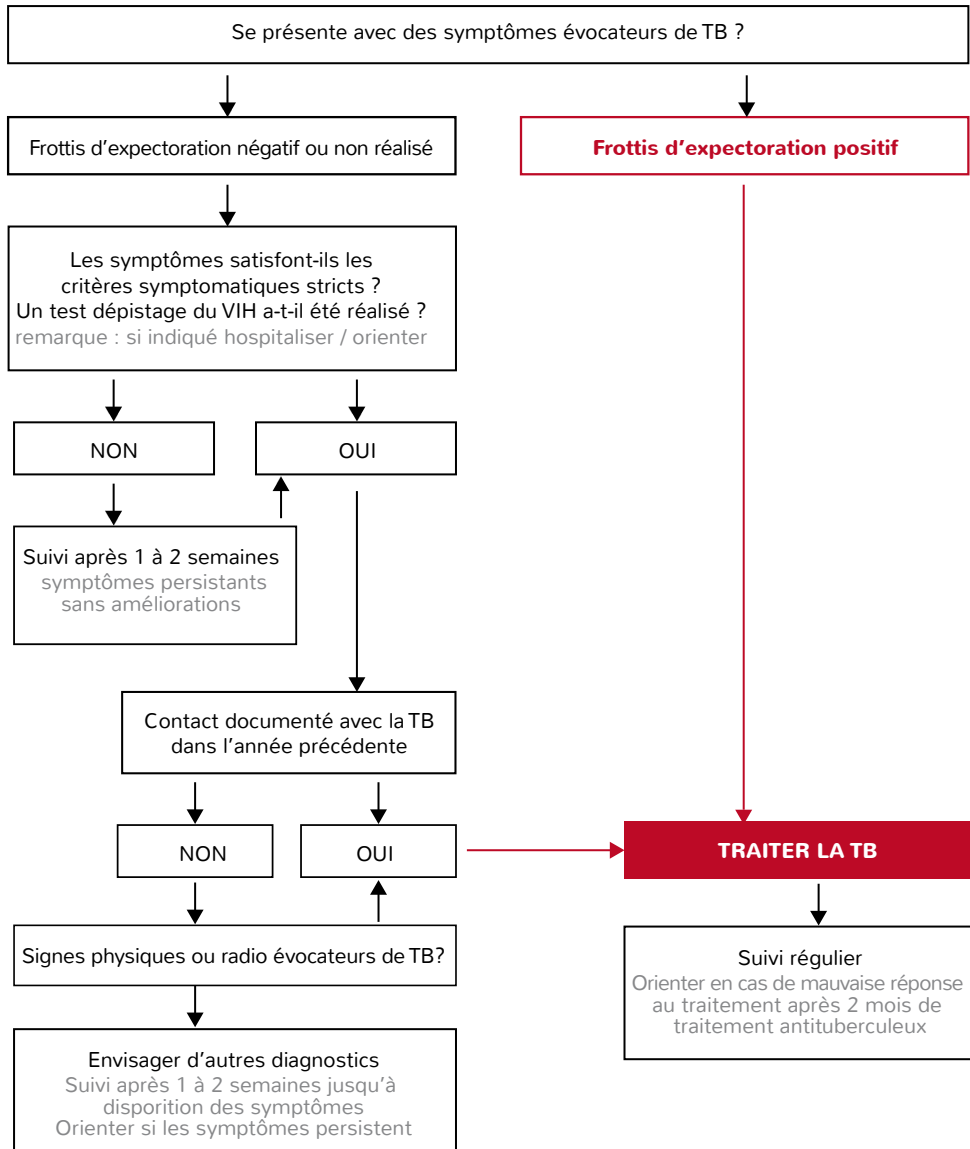 Se présente avec des symptômes évocateurs de TB ?
Frottis d'expectoration négatif ou non réalisé
Frottis d'expectoration positif
Les symptômes satisfont-ils les
critères symptomatiques stricts ?
Un test dépistage du VIH a-t-il été réalisé ?
remarque : si indiqué hospitaliser / orienter
NON
OUI
Suivi après 1 à 2 semaines
symptômes persistants
sans améliorations
Contact documenté avec la TB
dans l'année précédente
NON
OUI
TRAITER LA TB
Signes physiques ou radio évocateurs de TB?
Suivi régulier
Orienter en cas de mauvaise réponse
au traitement après 2 mois de
traitement antituberculeux
Envisager d'autres diagnostics
Suivi après 1 à 2 semaines jusqu'à
disporition des symptômes
Orienter si les symptômes persistent